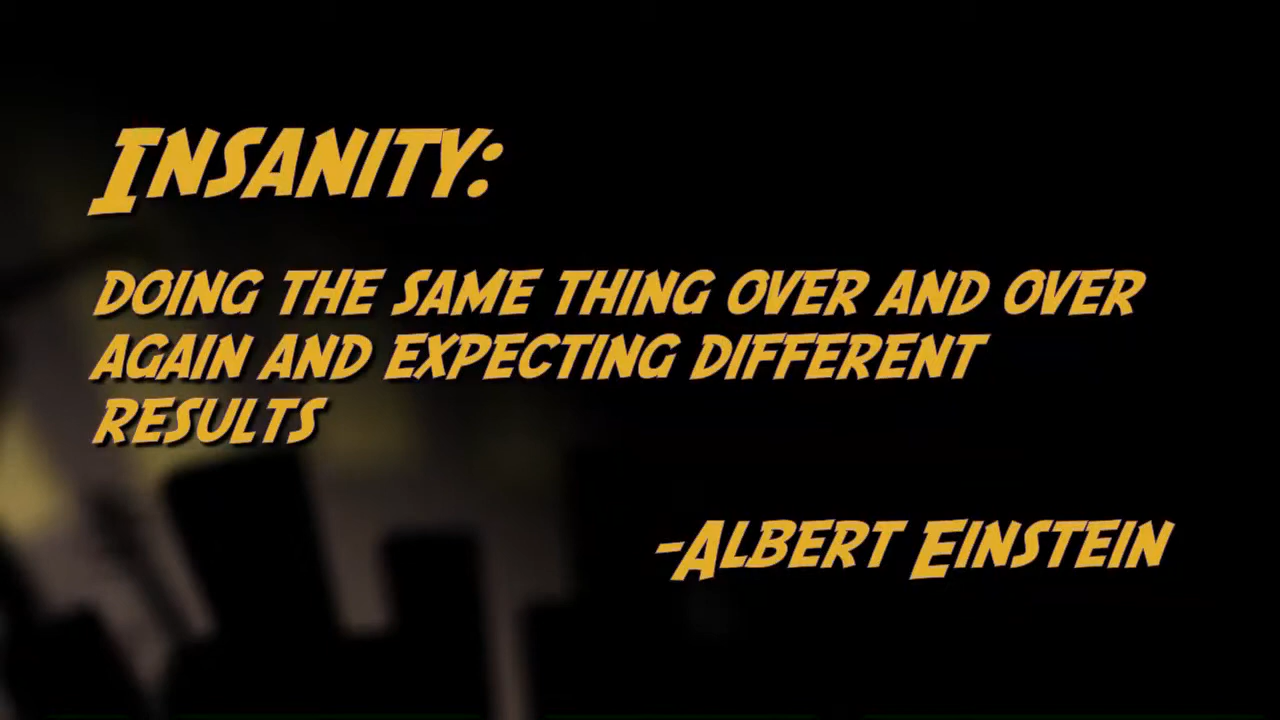 Insanity:
doing the same thing over and over
again and expecting different
results
-Albert Einstein